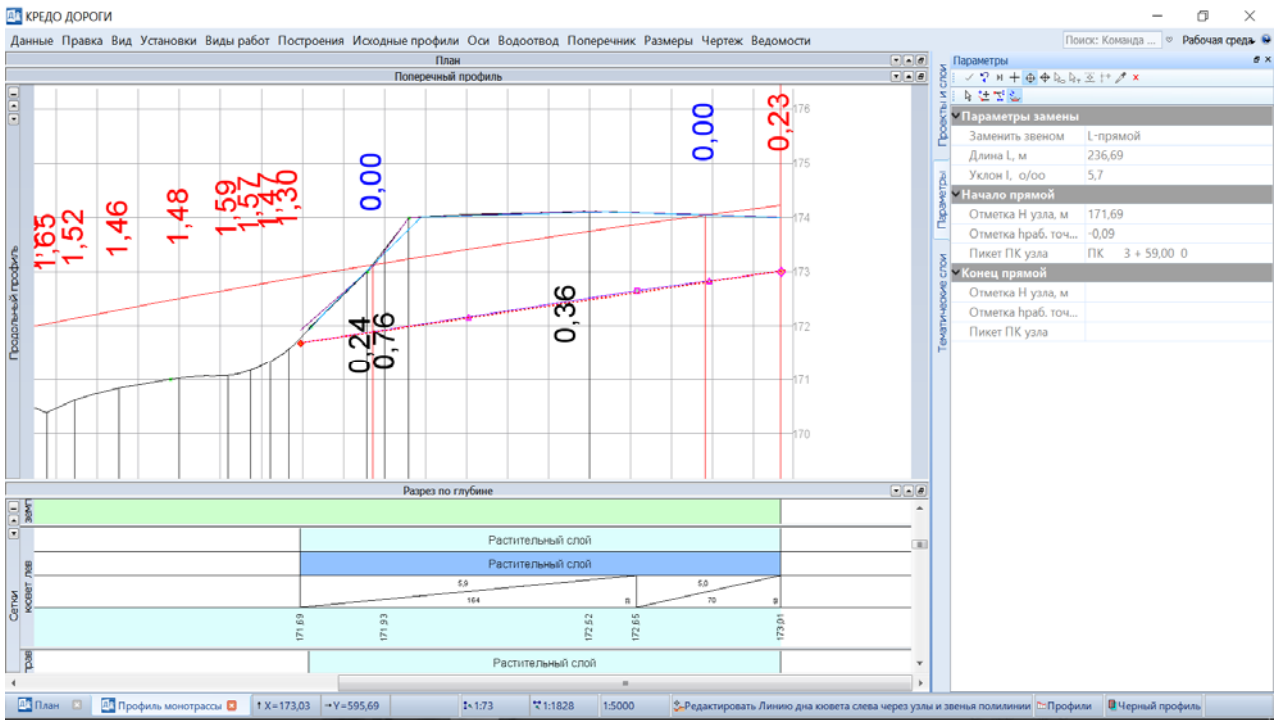 КРЕДО ДОРОГИ
Данные Правка Вид Установки Виды работ Построения Исходные профили Оси Водоотвод Поперечник Размеры Чертеж Ведомости
Поиск: Команда ... Рабочая среда
План
Поперечный профиль
Продольный профиль
1,65
1,52
1,46
1,48
1,59
1,57
1,47
1,30
0,00
0,00
0,23
0,24
0,76
0,36
176
175
174
173
172
171
170
Проекты и слои
Параметры
Тематические слои
Параметры
Параметры замены
Заменить звеном L-прямой
Длина L, м 236,69
Уклон I, о/оо 5,7
Начало прямой
Отметка H узла, м 171,69
Отметка hраб. точ... -0,09
Пикет ПК узла ПК 3 + 59,00 0
Конец прямой
Отметка H узла, м
Отметка hраб. точ...
Пикет ПК узла
Разрез по глубине
Сетки
земп
кювет лев
прав
Растительный слой
Растительный слой
5,9
164
5,0
70
171,69
171,93
172,52
172,65
173,01
Растительный слой
План Профиль монотрассы X=173,03 Y=595,69 1:73 1:1828 1:5000 Редактировать Линию дна кювета слева через узлы и звенья полилинии Профили Черный профиль